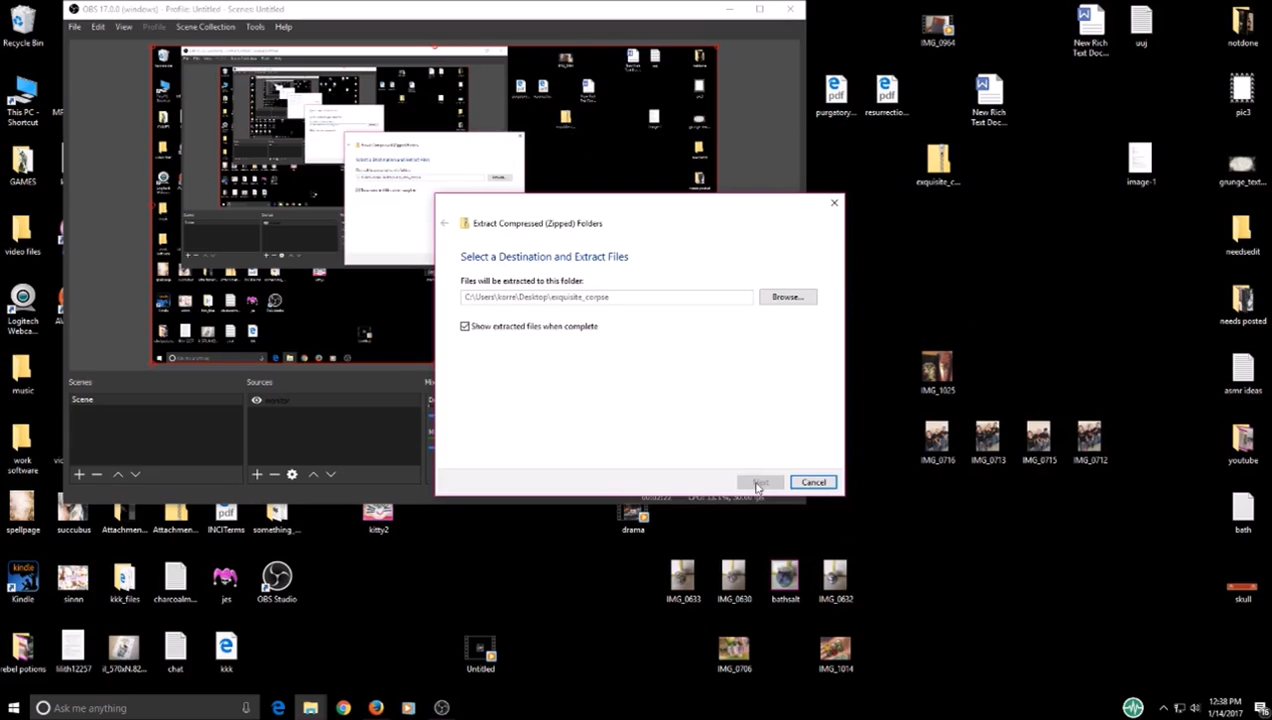 OBS 17.0.0 (windows) - Profile: Untitled - Scenes: Untitled
File Edit View Profile Scene Collection Tools Help
Recycle Bin
This PC - Shortcut
GAMES
video files
Logitech Webca...
music
work software
Extract Compressed (Zipped) Folders
Select a Destination and Extract Files
Files will be extracted to this folder:
C:\Users\korre\Desktop\exquisite_corpse
Browse...
Show extracted files when complete
Next
Cancel
Scenes
Scene
Sources
monitor
IMG_0964
New Rich Text Doc...
uuj
notdone
purgatory...
resurrectio...
New Rich Text Doc...
pic3
exquisite_c...
image-1
grunge_text...
needsedit
needs posted
IMG_1025
asmr ideas
IMG_0716
IMG_0713
IMG_0715
IMG_0712
youtube
spellpage
succubus
Attachmen...
Attachmen...
INCITerms
something_...
kitty2
drama
bath
Kindle
sinnn
kkk_files
charcoalm...
jes
OBS Studio
IMG_0633
IMG_0630
bathsalt
IMG_0632
skull
rebel potions
lilith12257
il_570xN.82...
chat
kkk
Untitled
IMG_0706
IMG_1014
Ask me anything
12:38 PM
1/14/2017